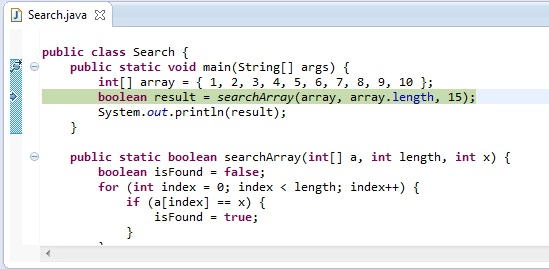 Search.java
public class Search {
public static void main(String[] args) {
int[] array = { 1, 2, 3, 4, 5, 6, 7, 8, 9, 10 };
boolean result = searchArray(array, array.length, 15);
System.out.println(result);
}
public static boolean searchArray(int[] a, int length, int x) {
boolean isFound = false;
for (int index = 0; index < length; index++) {
if (a[index] == x) {
isFound = true;
}
}